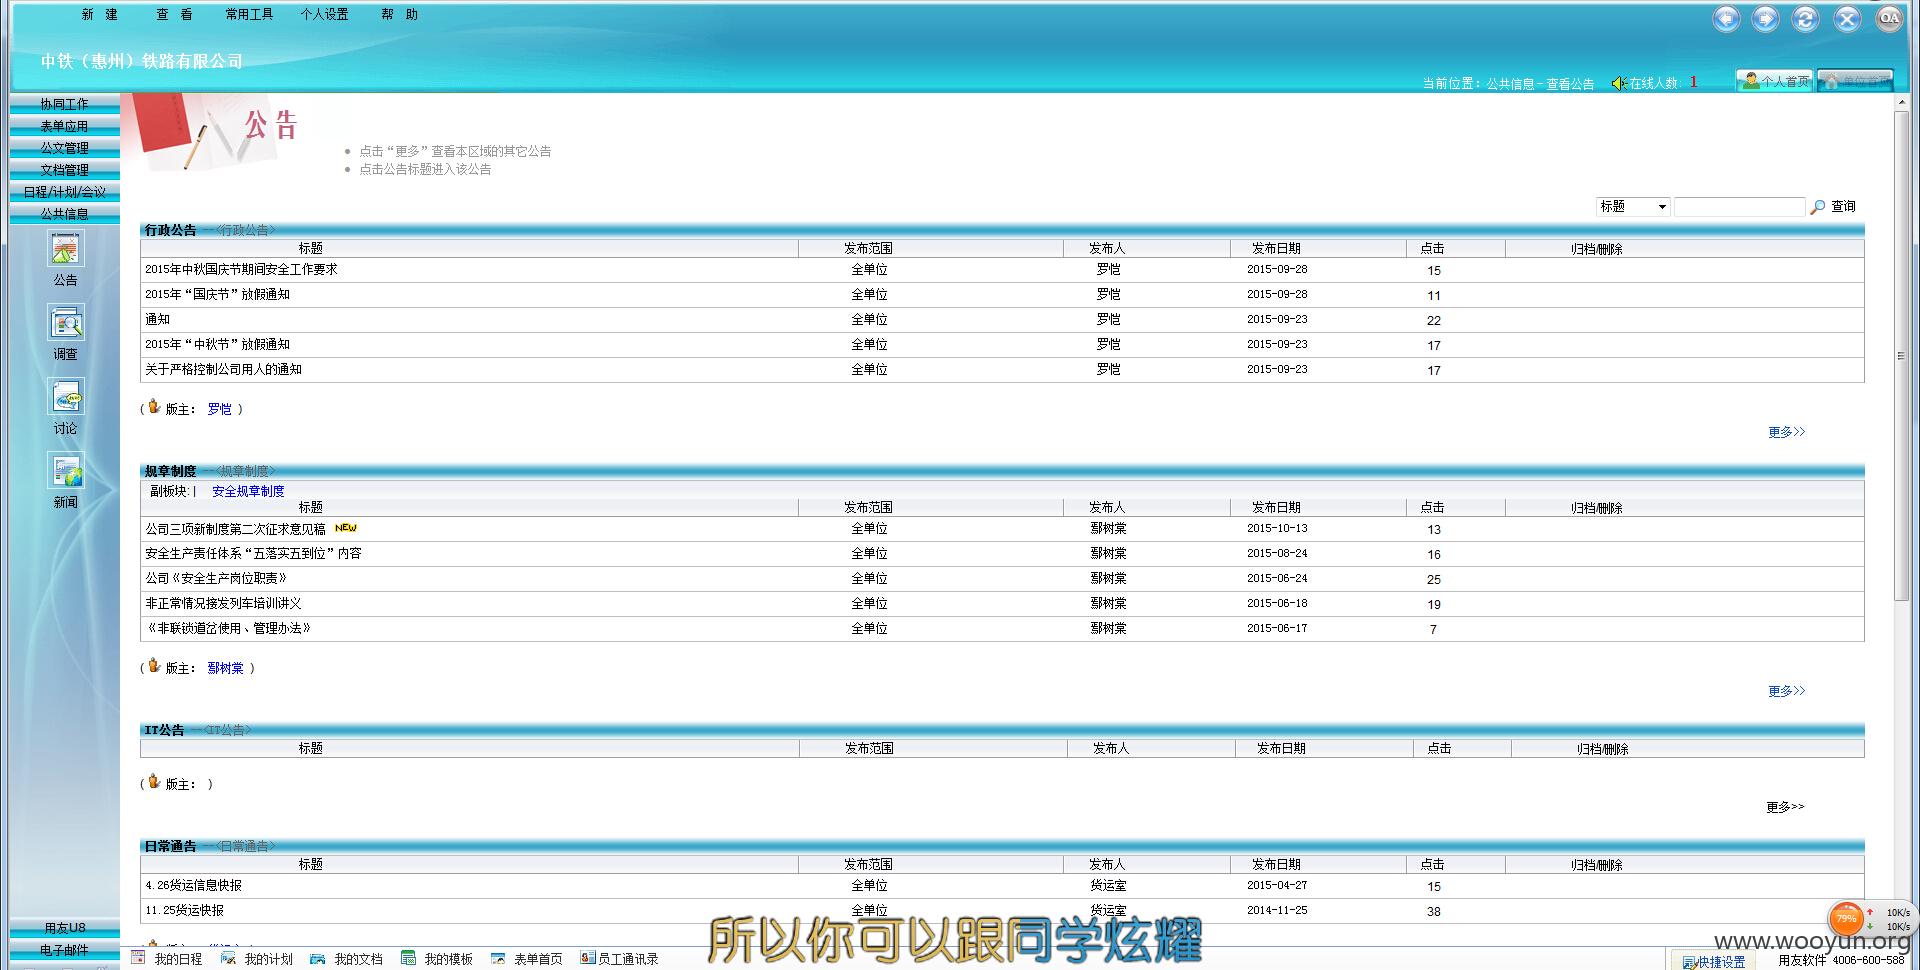 新 建 查 看 常用工具 个人设置 帮 助
OA
中铁（惠州）铁路有限公司
当前位置：公共信息－查看公告 在线人数：1 个人首页 单位首页
协同工作
表单应用
公文管理
文档管理
日程/计划/会议
公共信息
公告
调查
讨论
新闻
用友U8
电子邮件
公告
点击“更多”查看本区域的其它公告
点击公告标题进入该公告
标题 查询
行政公告 --<行政公告>
标题 发布范围 发布人 发布日期 点击 归档/删除
2015年中秋国庆节期间安全工作要求 全单位 罗恺 2015-09-28 15
2015年“国庆节”放假通知 全单位 罗恺 2015-09-28 11
通知 全单位 罗恺 2015-09-23 22
2015年“中秋节”放假通知 全单位 罗恺 2015-09-23 17
关于严格控制公司用人的通知 全单位 罗恺 2015-09-23 17
( 版主： 罗恺 )
更多>>
规章制度 --<规章制度>
副板块:| 安全规章制度
标题 发布范围 发布人 发布日期 点击 归档/删除
公司三项新制度第二次征求意见稿 NEW 全单位 鄢树棠 2015-10-13 13
安全生产责任体系“五落实五到位”内容 全单位 鄢树棠 2015-08-24 16
公司《安全生产岗位职责》 全单位 鄢树棠 2015-06-24 25
非正常情况接发列车培训讲义 全单位 鄢树棠 2015-06-18 19
《非联锁道岔使用、管理办法》 全单位 鄢树棠 2015-06-17 7
( 版主： 鄢树棠 )
更多>>
IT公告 --<IT公告>
标题 发布范围 发布人 发布日期 点击 归档/删除
( 版主： )
更多>>
日常通告 --<日常通告>
标题 发布范围 发布人 发布日期 点击 归档/删除
4.26货运信息快报 全单位 货运室 2015-04-27 15
11.25货运快报 全单位 货运室 2014-11-25 38
所以你可以跟同学炫耀
79% 10K/s
10K/s
www.wooyun.org
我的日程 我的计划 我的文档 我的模板 表单首页 员工通讯录 快捷设置 用友软件 4006-600-588